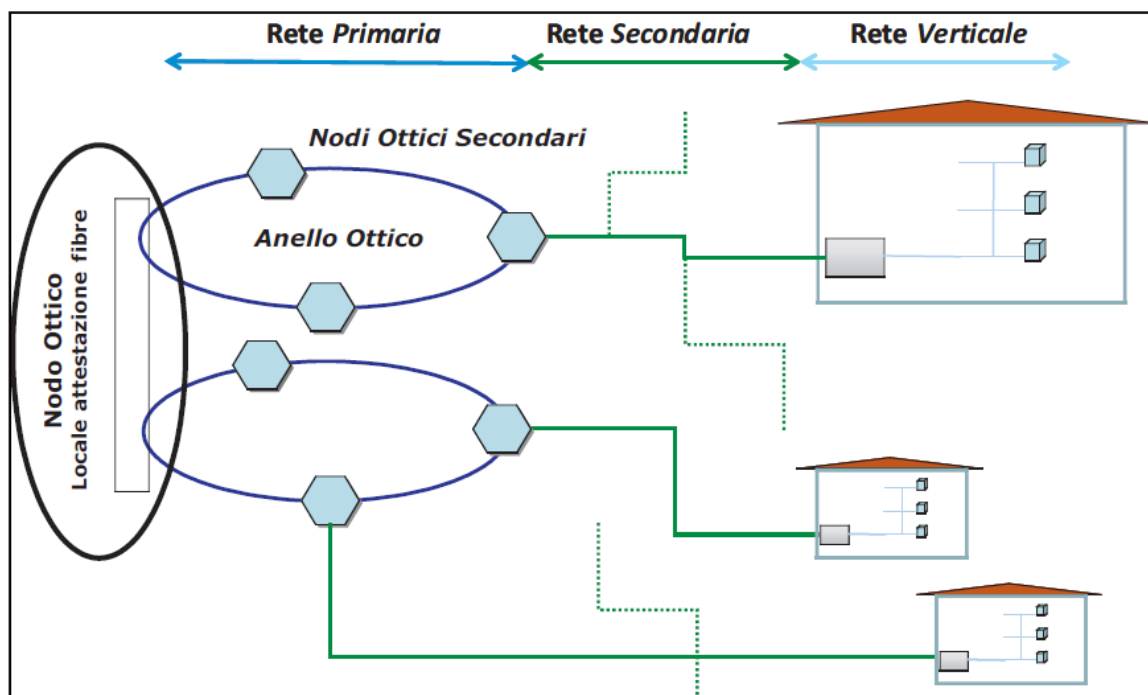 Rete Primaria
Rete Secondaria
Rete Verticale
Nodi Ottici Secondari
Anello Ottico
Nodo Ottico
Locale attestazione fibre